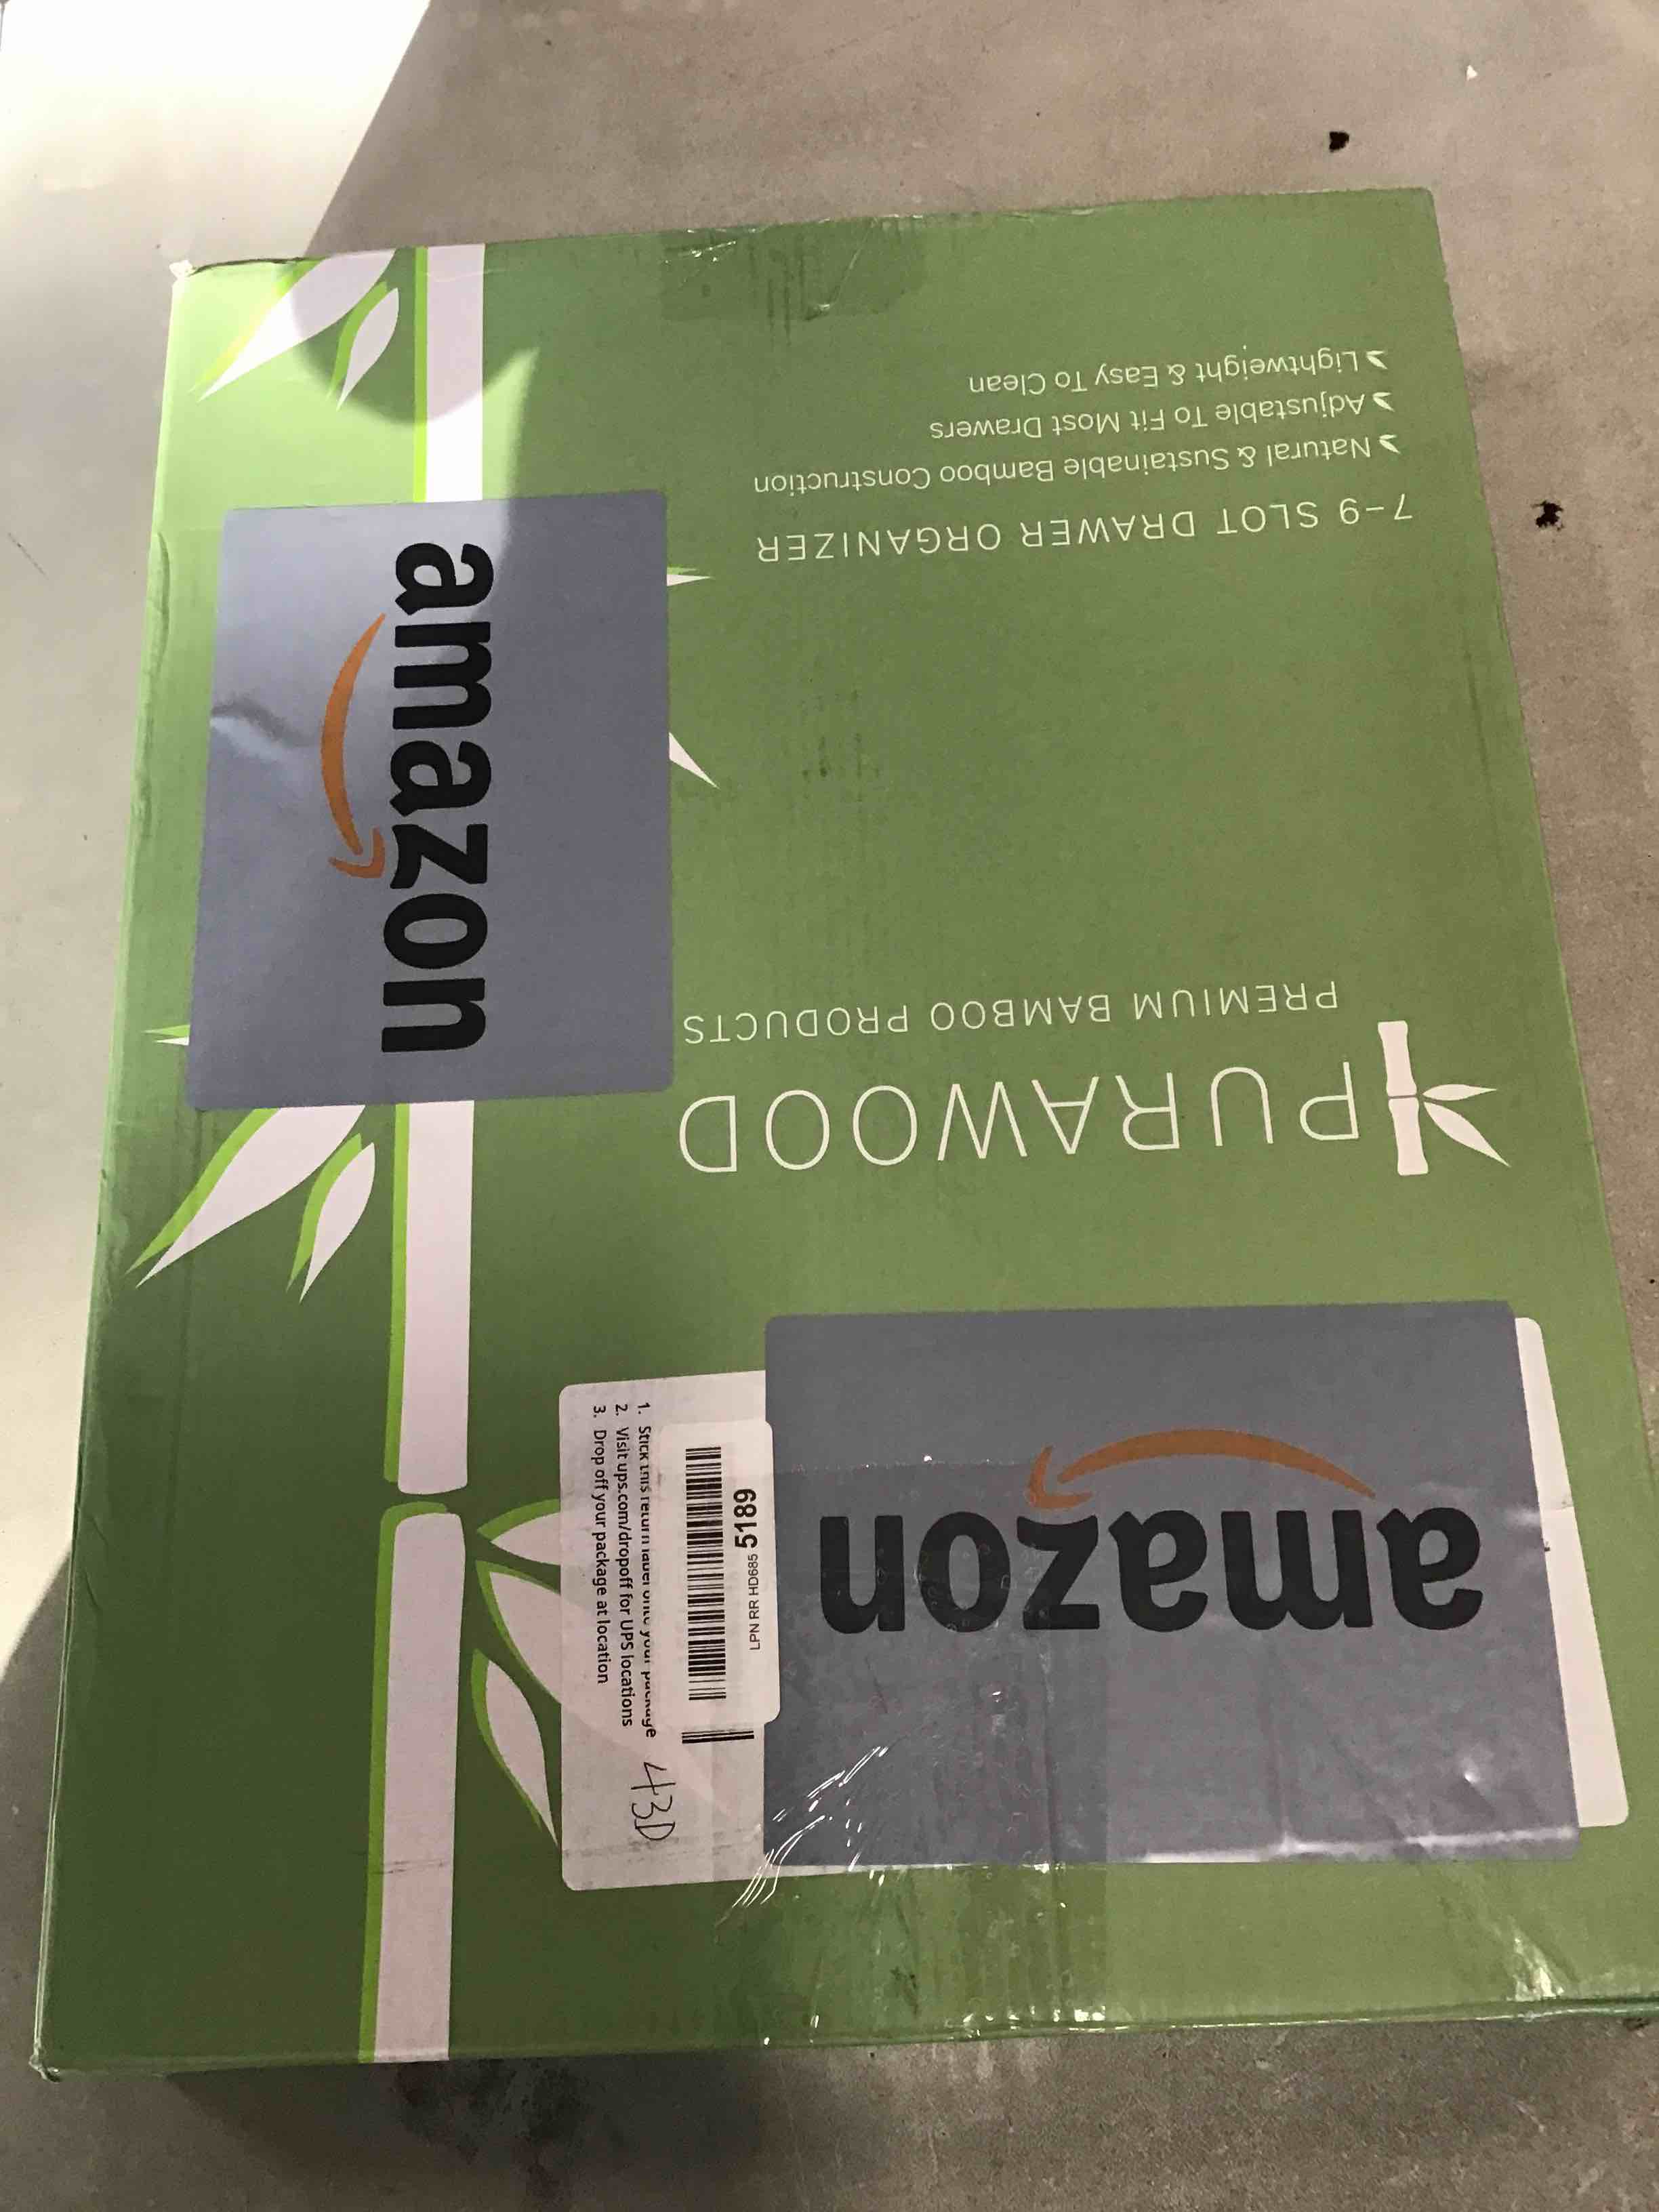 PURAWOOD
PREMIUM BAMBOO PRODUCTS
7-9 SLOT DRAWER ORGANIZER
Natural & Sustainable Bamboo Construction
Adjustable To Fit Most Drawers
Lightweight & Easy To Clean
amazon
amazon
LPN RR HD685 5189
1. Stick this return label onto your package
2. Visit ups.com/dropoff for UPS locations
3. Drop off your package at location
43D